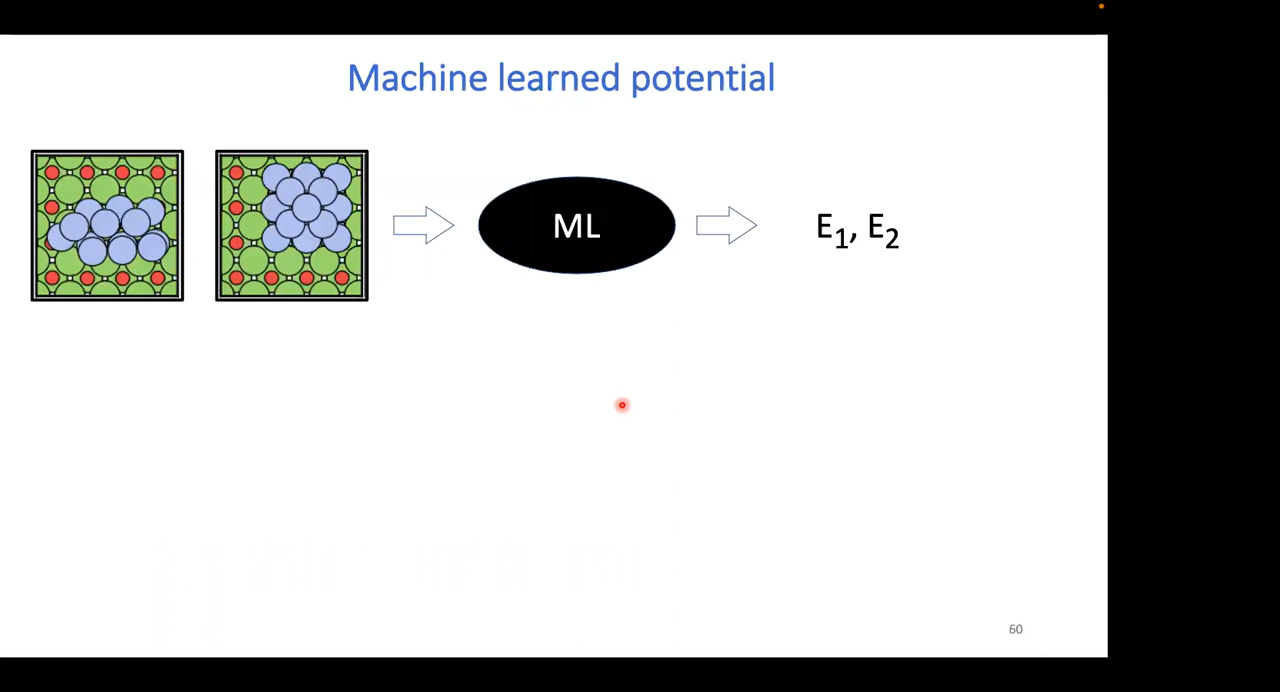 Machine learned potential
ML
E₁, E₂
60